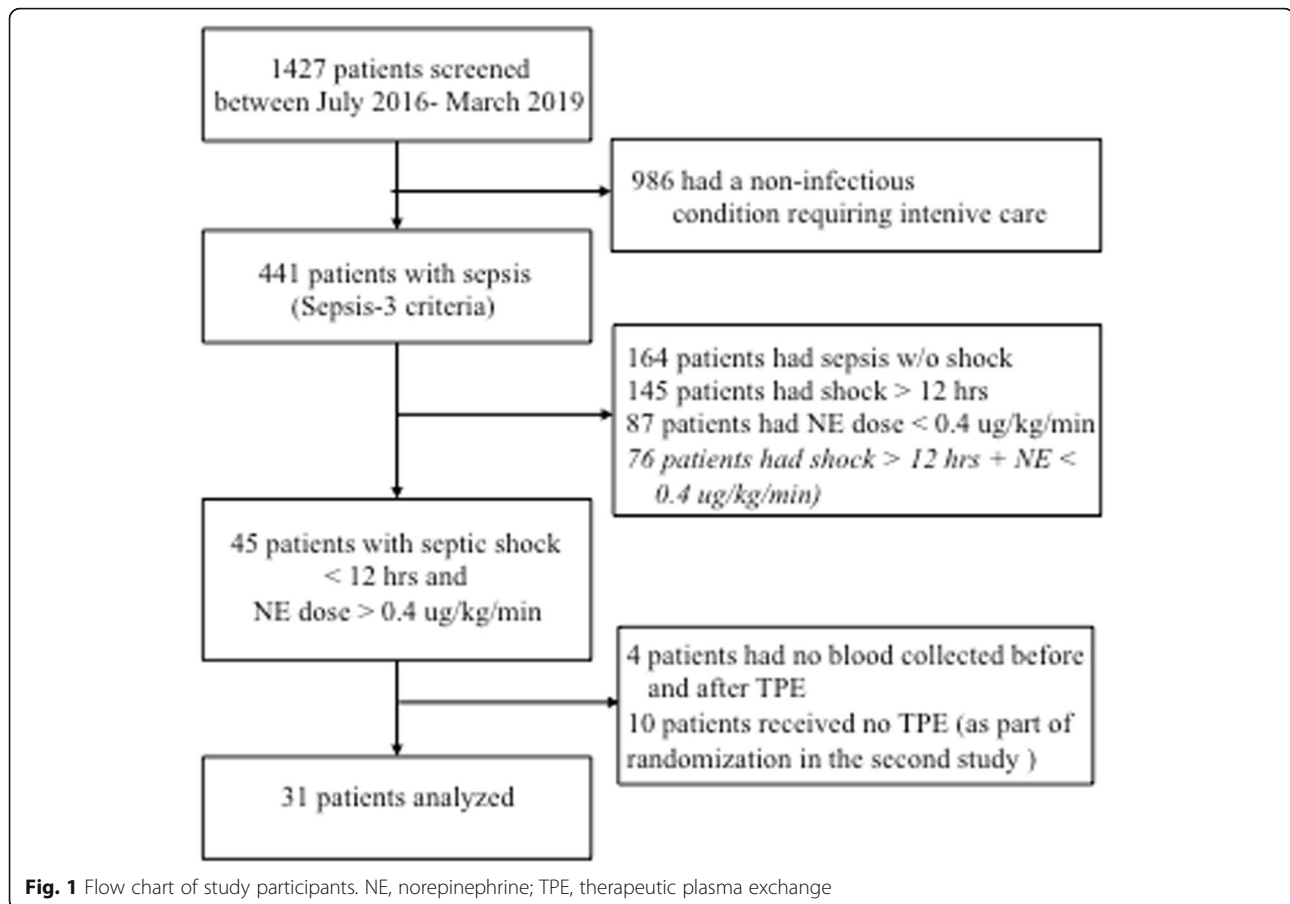 1427 patients screened
between July 2016- March 2019
986 had a non-infectious
condition requiring intenive care
441 patients with sepsis
(Sepsis-3 criteria)
164 patients had sepsis w/o shock
145 patients had shock > 12 hrs
87 patients had NE dose < 0.4 ug/kg/min
76 patients had shock > 12 hrs + NE <
0.4 ug/kg/min)
45 patients with septic shock
< 12 hrs and
NE dose > 0.4 ug/kg/min
4 patients had no blood collected before
and after TPE
10 patients received no TPE (as part of
randomization in the second study )
31 patients analyzed
Fig. 1 Flow chart of study participants. NE, norepinephrine; TPE, therapeutic plasma exchange